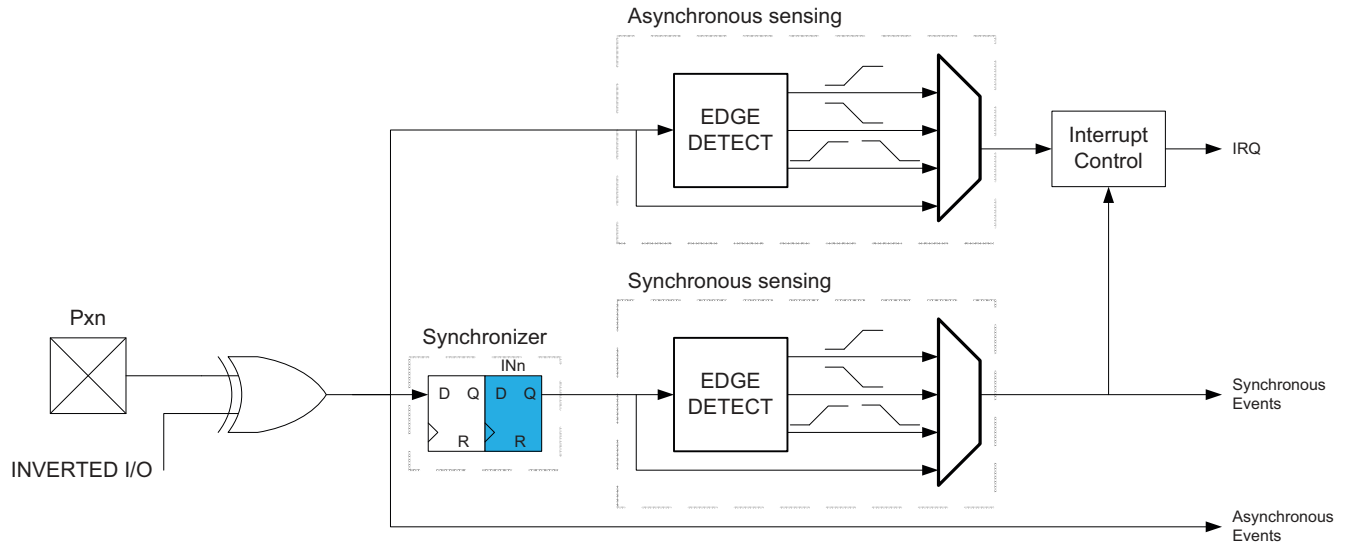 Asynchronous sensing
EDGE
DETECT
Interrupt
Control
IRQ
Synchronous sensing
Pxn
Synchronizer
INn
D Q D Q
R R
EDGE
DETECT
INVERTED I/O
Synchronous
Events
Asynchronous
Events